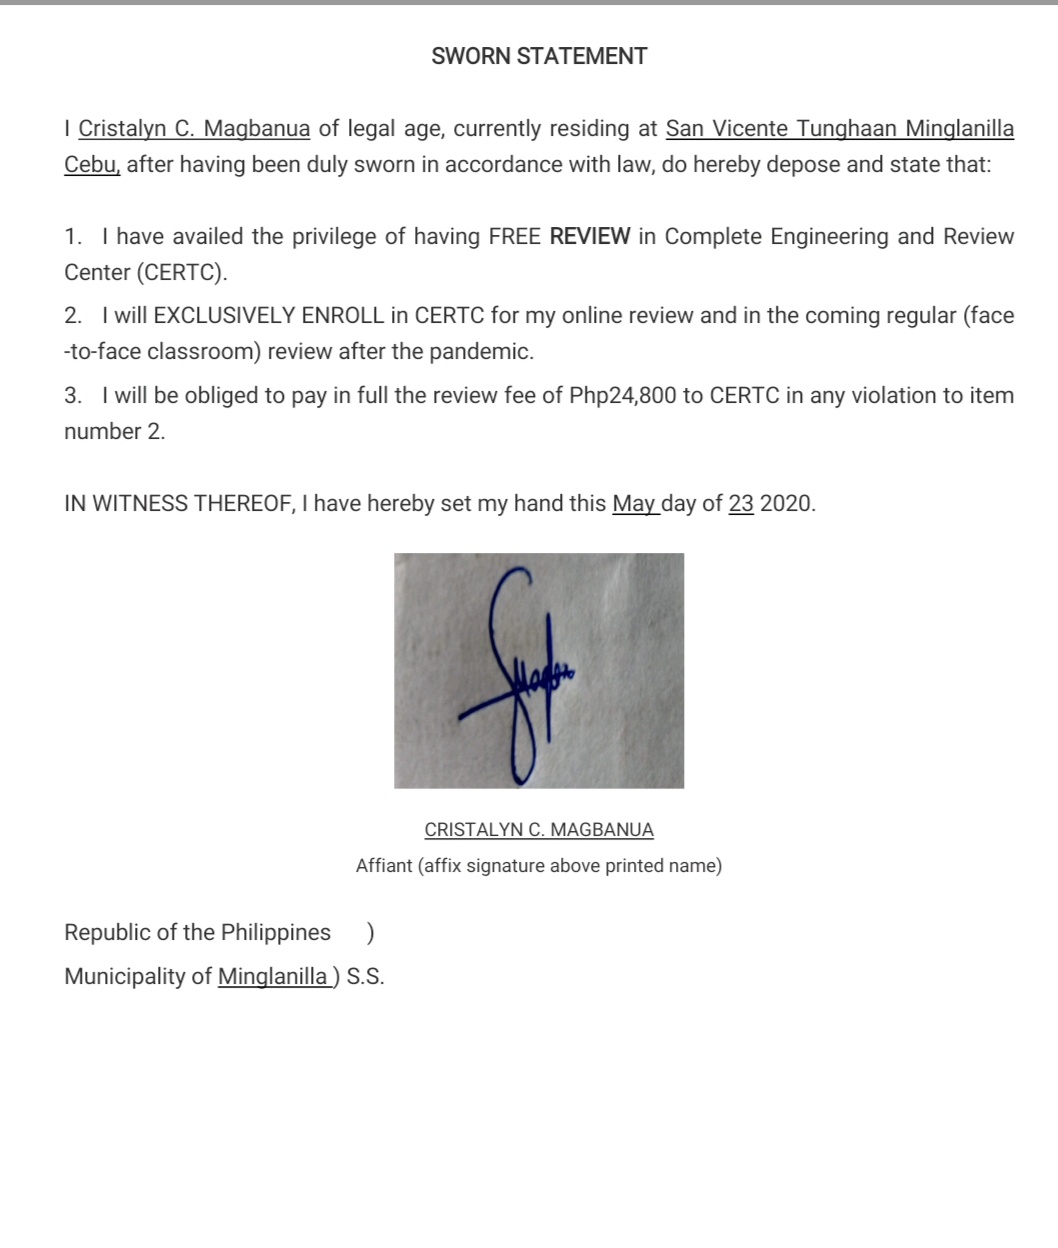 SWORN STATEMENT
I Cristalyn C. Magbanua of legal age, currently residing at San Vicente Tunghaan Minglanilla
Cebu, after having been duly sworn in accordance with law, do hereby depose and state that:
1. I have availed the privilege of having FREE REVIEW in Complete Engineering and Review
Center (CERTC).
2. I will EXCLUSIVELY ENROLL in CERTC for my online review and in the coming regular (face
-to-face classroom) review after the pandemic.
3. I will be obliged to pay in full the review fee of Php24,800 to CERTC in any violation to item
number 2.
IN WITNESS THEREOF, I have hereby set my hand this May day of 23 2020.
CRISTALYN C. MAGBANUA
Affiant (affix signature above printed name)
Republic of the Philippines )
Municipality of Minglanilla ) S.S.